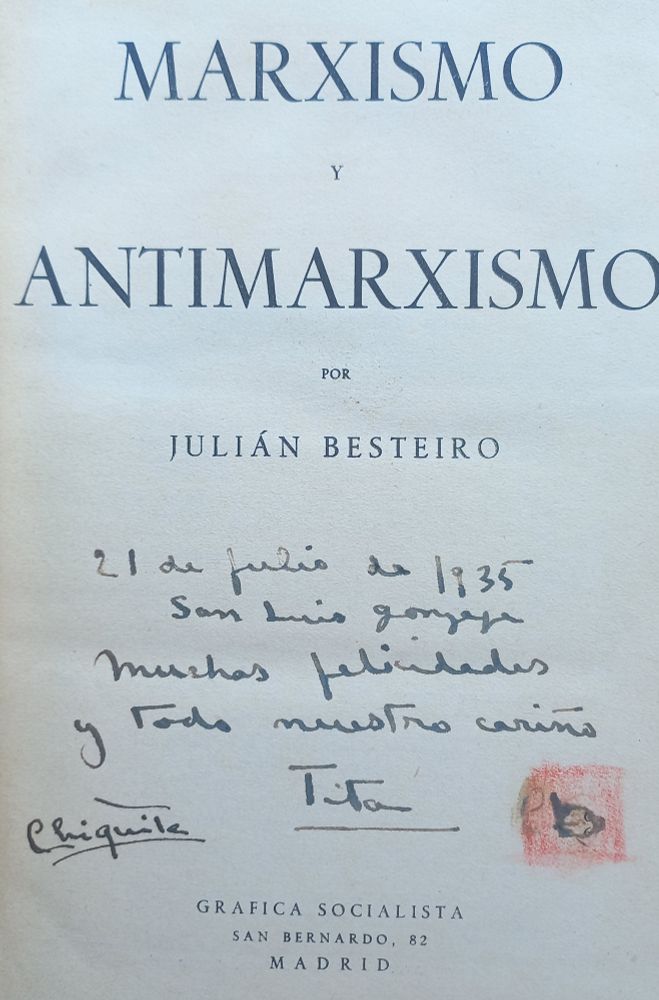 MARXISMO
Y
ANTIMARXISMO
POR
JULIÁN BESTEIRO
21 de julio de 1935
San Luis gonzaga
Muchas felicidades
y todo nuestro cariño
Tita
Chiquita
GRAFICA SOCIALISTA
SAN BERNARDO, 82
MADRID